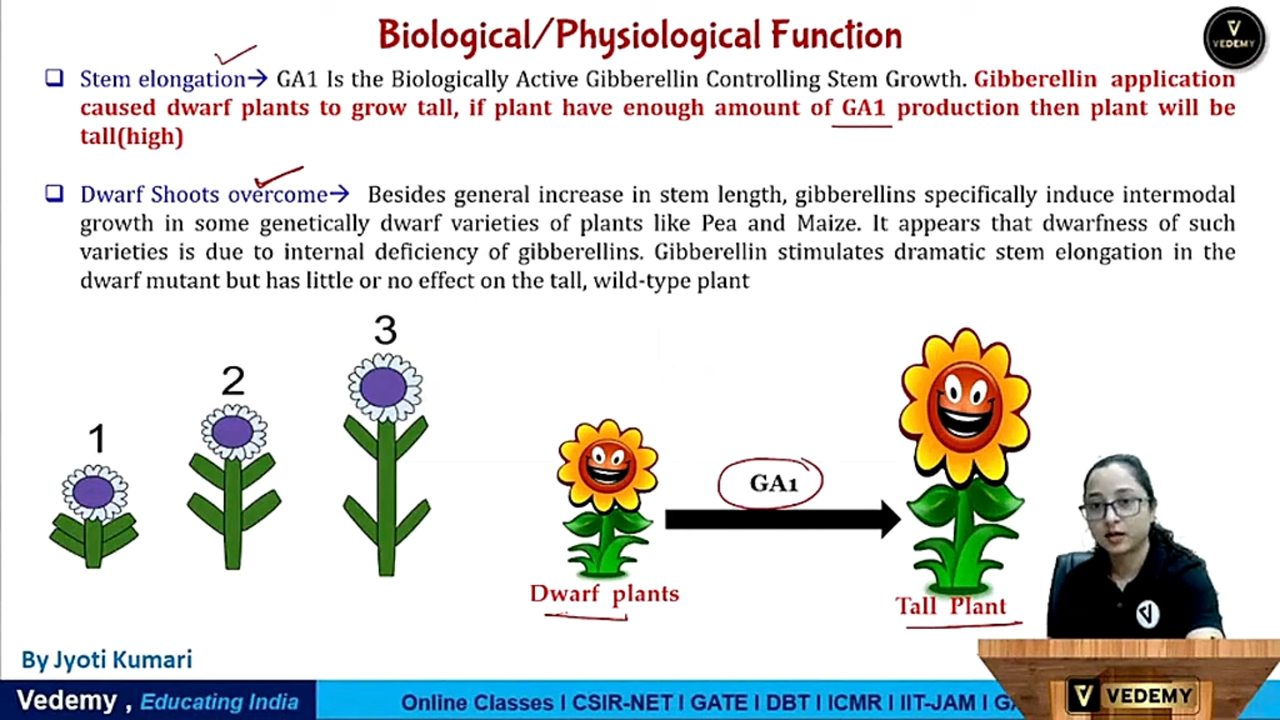 Biological/Physiological Function
VEDEMY
❑ Stem elongation→ GA1 Is the Biologically Active Gibberellin Controlling Stem Growth. Gibberellin application
caused dwarf plants to grow tall, if plant have enough amount of GA1 production then plant will be
tall(high)
❑ Dwarf Shoots overcome→ Besides general increase in stem length, gibberellins specifically induce intermodal
growth in some genetically dwarf varieties of plants like Pea and Maize. It appears that dwarfness of such
varieties is due to internal deficiency of gibberellins. Gibberellin stimulates dramatic stem elongation in the
dwarf mutant but has little or no effect on the tall, wild-type plant
1
2
3
GA1
Dwarf plants
Tall Plant
By Jyoti Kumari
Vedemy , Educating India
Online Classes I CSIR-NET I GATE I DBT I ICMR I IIT-JAM I
VEDEMY